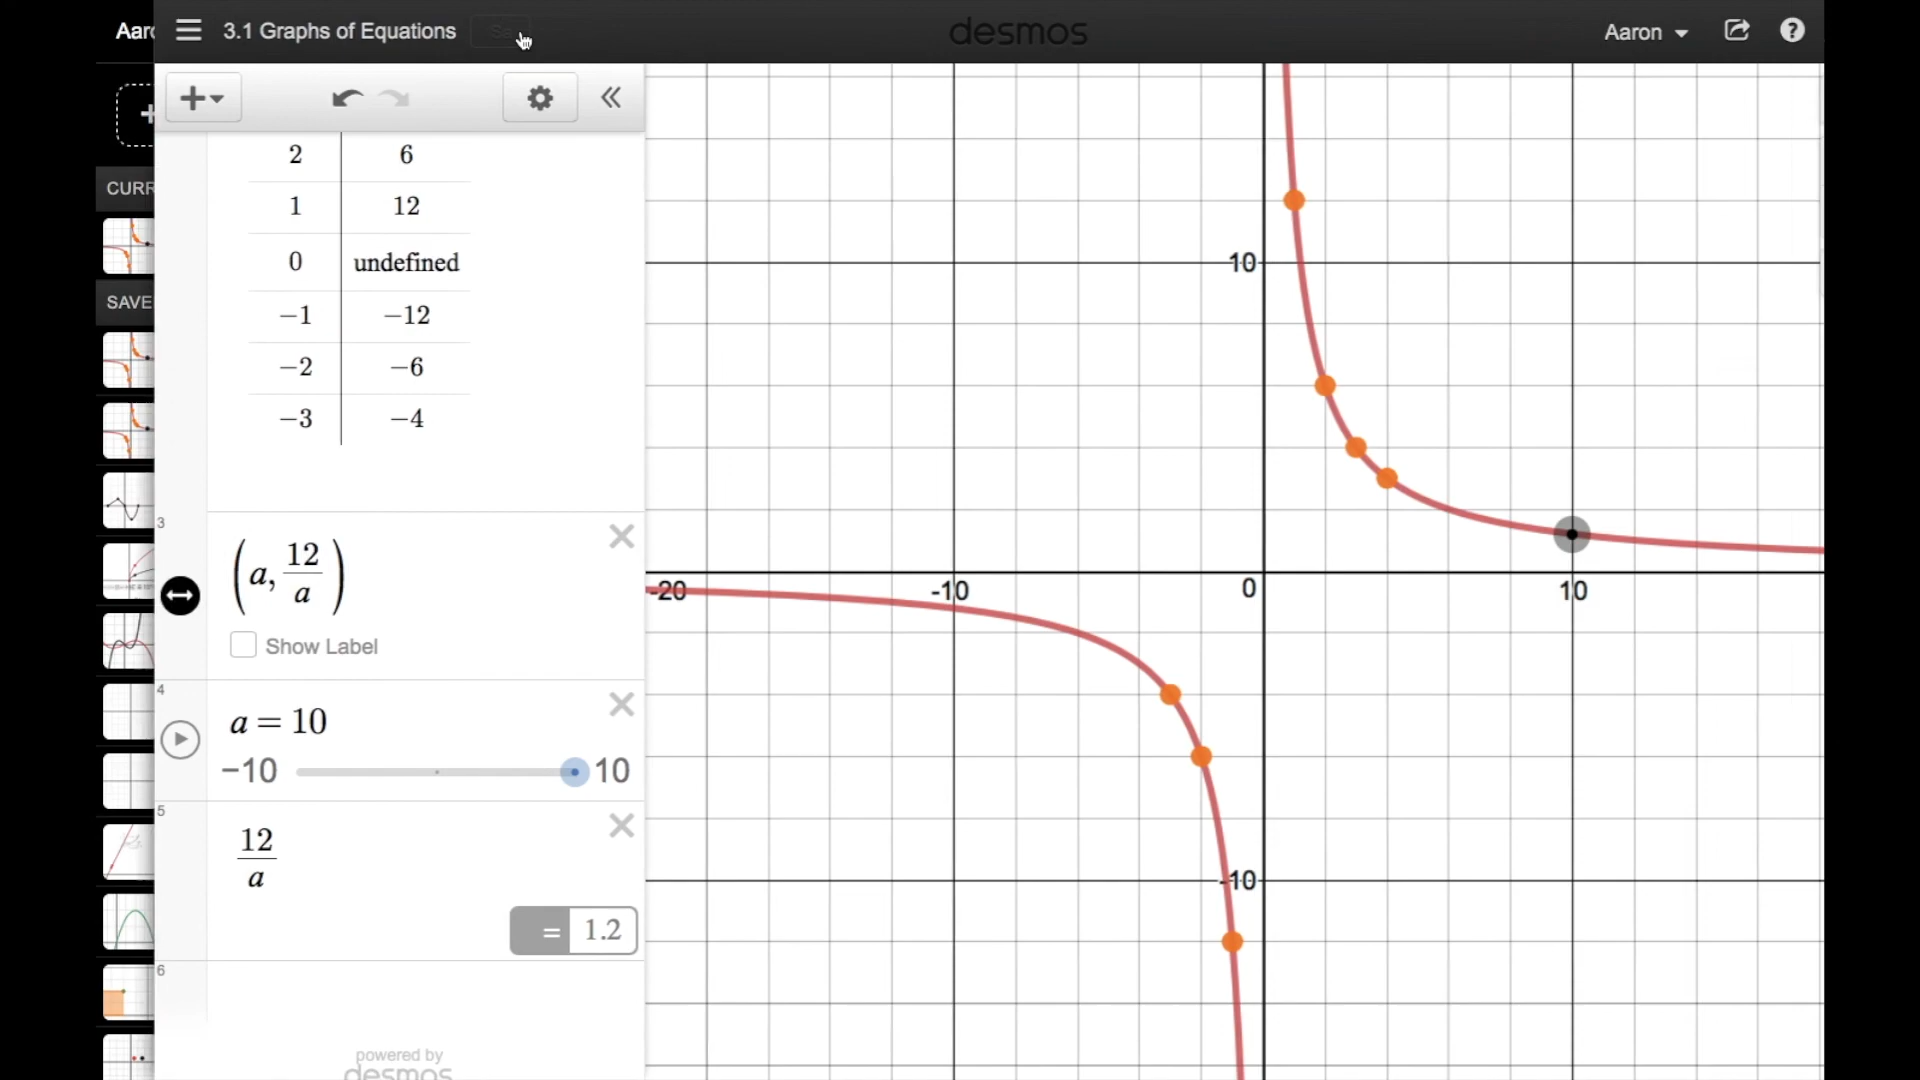 Aaro
3.1 Graphs of Equations
desmos
Aaron
?
CURR
SAVE
2 6
1 12
0 undefined
−1 −12
−2 −6
−3 −4
3
(a, 12/a)
Show Label
4
a = 10
−10 10
5
12/a
= 1.2
6
powered by
desmos
10
-20 -10 0 10
-10